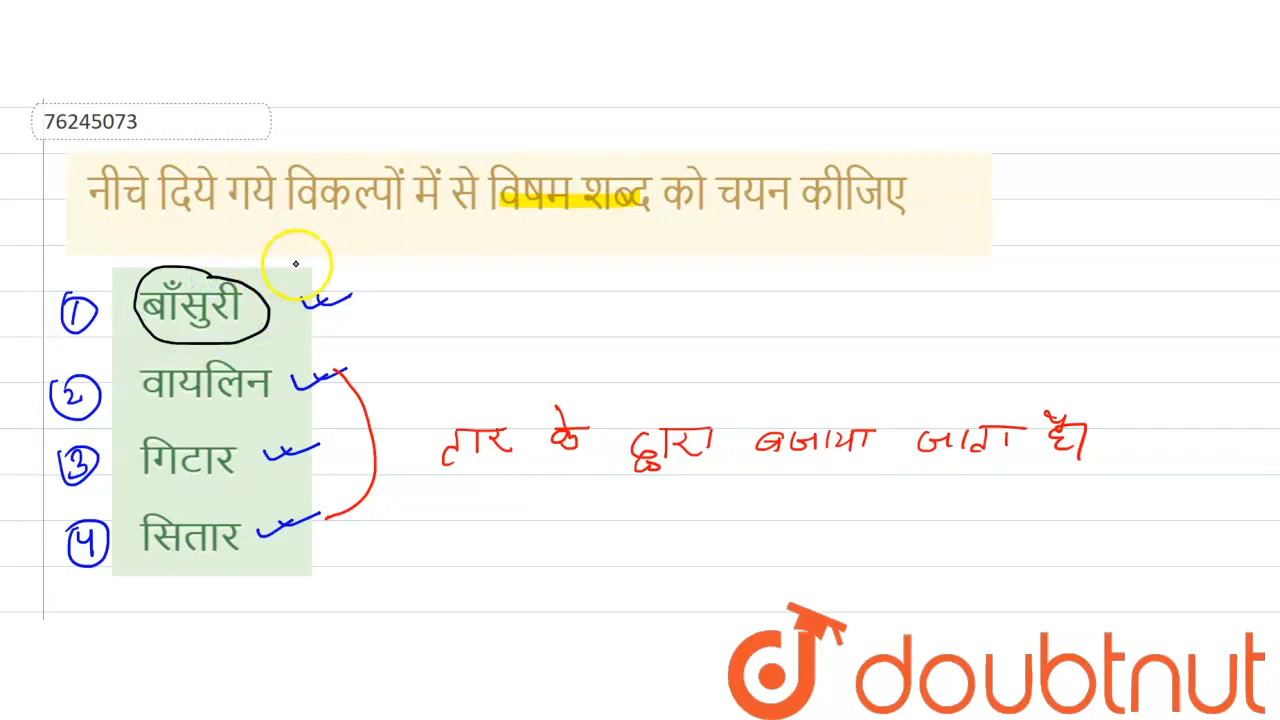 76245073
नीचे दिये गये विकल्पों में से विषम शब्द को चयन कीजिए
① बाँसुरी
② वायलिन
③ गिटार
④ सितार
तार के द्वारा बजाया जाता है।
doubtnut